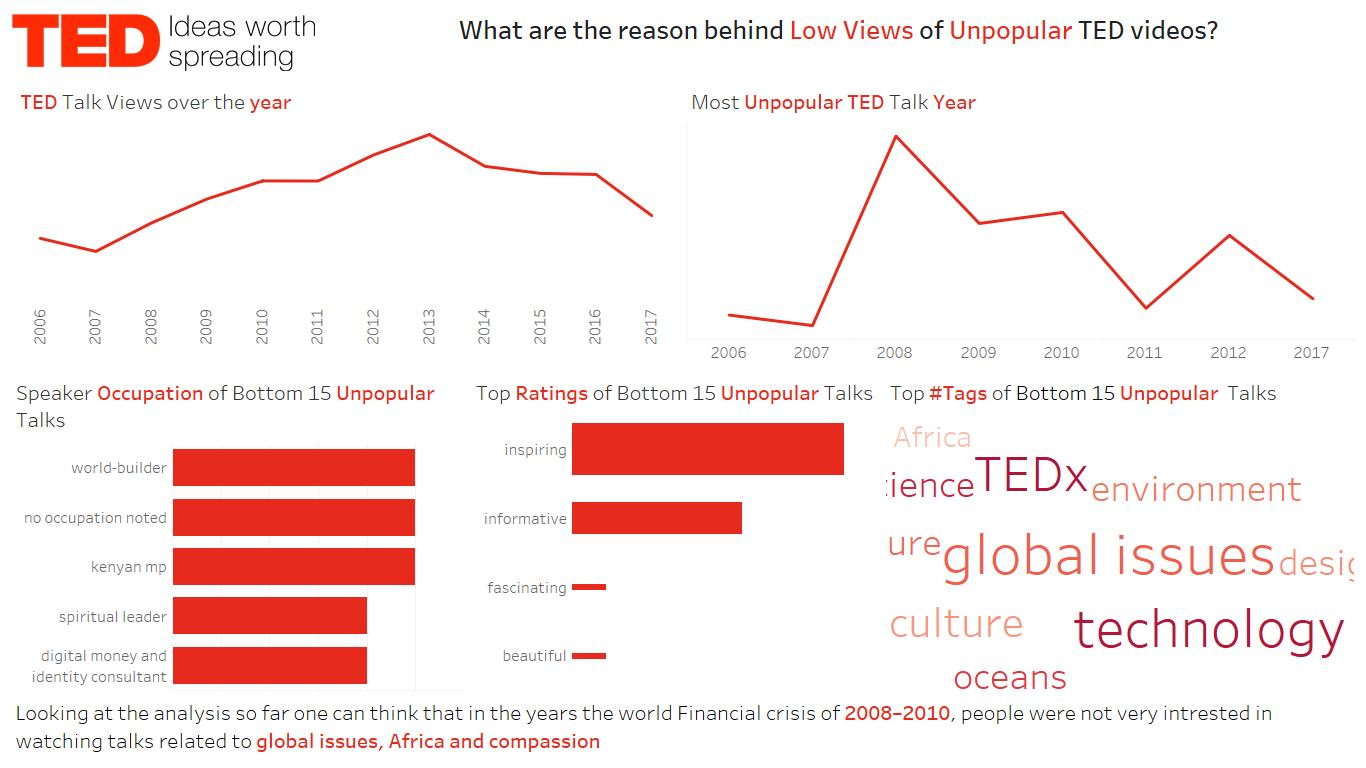 TED Ideas worth
spreading
What are the reason behind Low Views of Unpopular TED videos?
TED Talk Views over the year
2006 2007 2008 2009 2010 2011 2012 2013 2014 2015 2016 2017
Most Unpopular TED Talk Year
2006 2007 2008 2009 2010 2011 2012 2017
Speaker Occupation of Bottom 15 Unpopular
Talks
world-builder
no occupation noted
kenyan mp
spiritual leader
digital money and
identity consultant
Top Ratings of Bottom 15 Unpopular Talks
inspiring
informative
fascinating
beautiful
Top #Tags of Bottom 15 Unpopular Talks
Africa
ience TEDx environment
ure global issues desig
culture technology
oceans
Looking at the analysis so far one can think that in the years the world Financial crisis of 2008–2010, people were not very intrested in
watching talks related to global issues, Africa and compassion